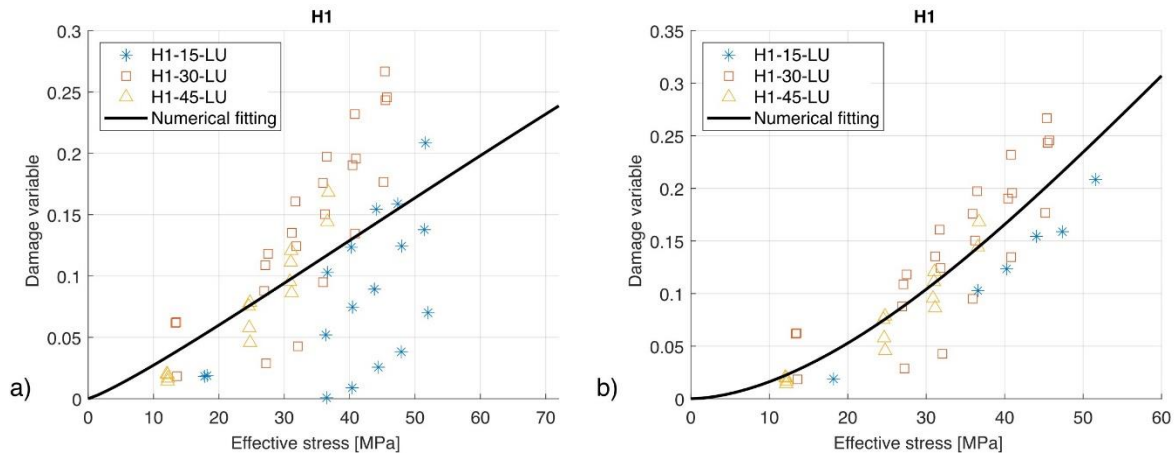 H1
0.3
0.25
0.2
0.15
0.1
0.05
0
H1-15-LU
H1-30-LU
H1-45-LU
Numerical fitting
Damage variable
0 10 20 30 40 50 60 70
Effective stress [MPa]
a)
H1
0.35
0.3
0.25
0.2
0.15
0.1
0.05
0
H1-15-LU
H1-30-LU
H1-45-LU
Numerical fitting
Damage variable
0 10 20 30 40 50 60
Effective stress [MPa]
b)